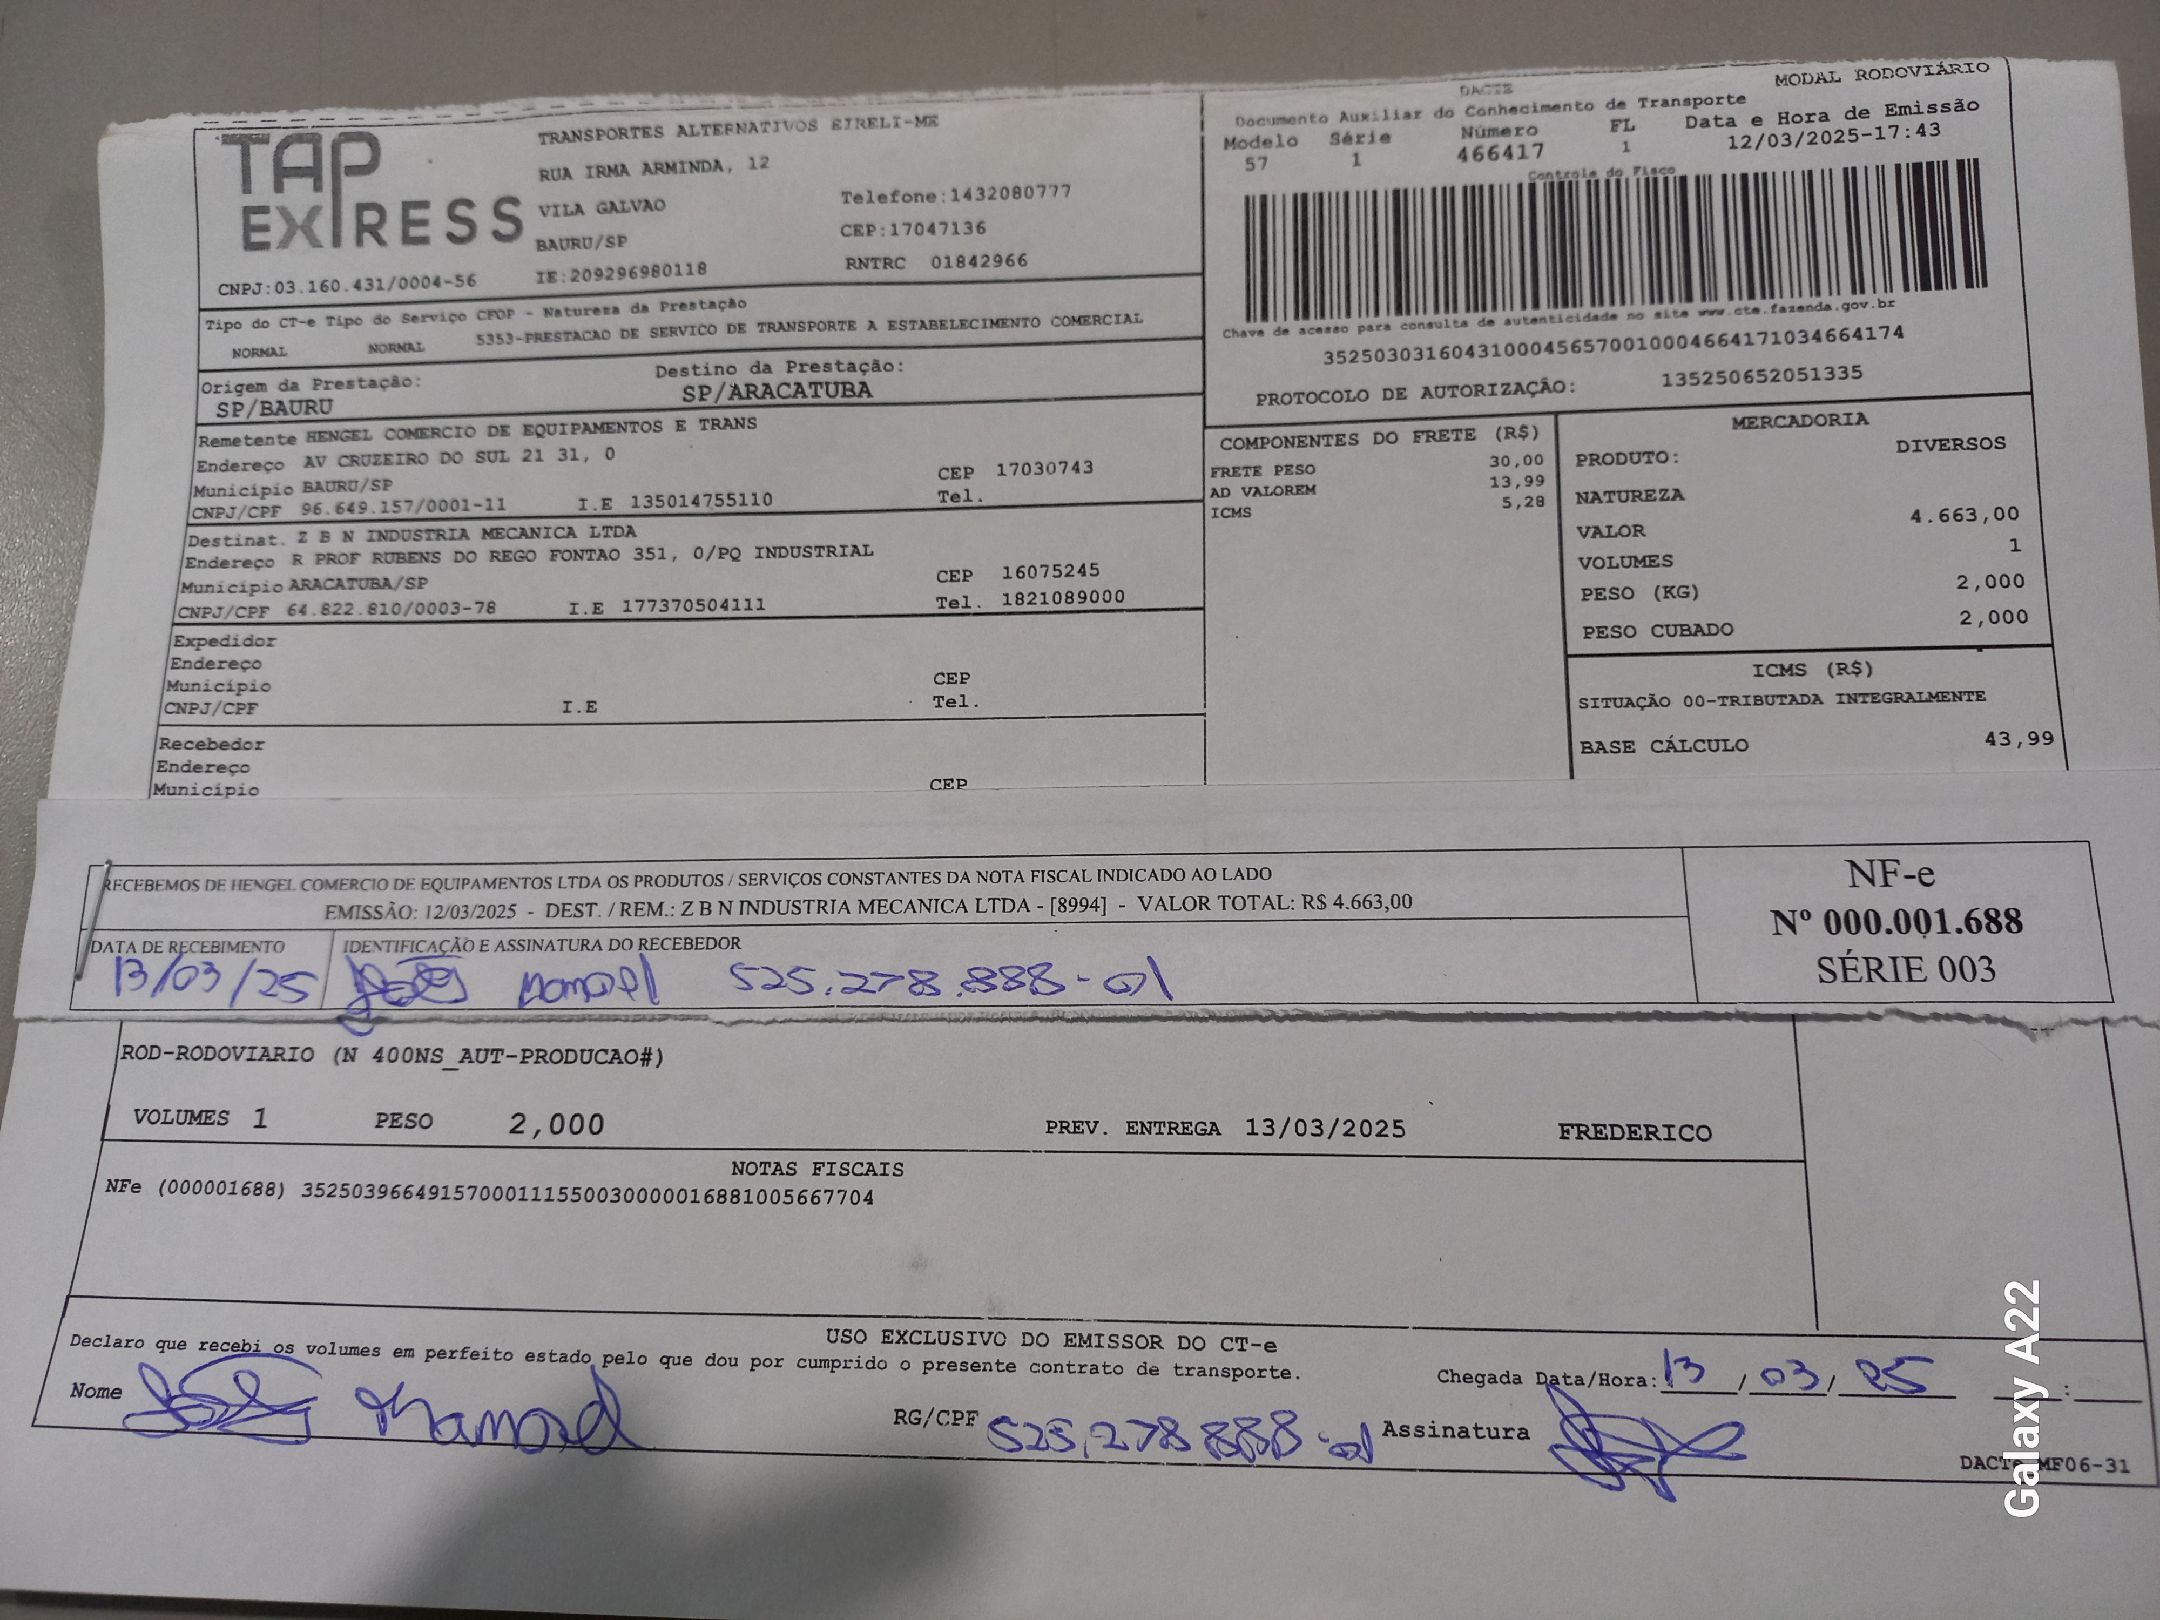 TAP EXPRESS
TRANSPORTES ALTERNATIVOS EIRELI-ME
RUA IRMA ARMINDA, 12
VILA GALVAO Telefone:1432080777
BAURU/SP CEP:17047136
CNPJ:03.160.431/0004-56 IE:209296980118 RNTRC 01842966
DACTE MODAL RODOVIÁRIO
Documento Auxiliar do Conhecimento de Transporte
Modelo Série Número FL Data e Hora de Emissão
57 1 466417 1 12/03/2025-17:43
Controle do Fisco
Chave de acesso para consulta de autenticidade no site www.cte.fazenda.gov.br
35250303160431000456570010004664171034664174
PROTOCOLO DE AUTORIZAÇÃO: 135250652051335
Tipo do CT-e Tipo do Serviço CFOP - Natureza da Prestação
NORMAL NORMAL 5353-PRESTACAO DE SERVICO DE TRANSPORTE A ESTABELECIMENTO COMERCIAL
Origem da Prestação: Destino da Prestação:
SP/BAURU SP/ARACATUBA
Remetente HENGEL COMERCIO DE EQUIPAMENTOS E TRANS
Endereço AV CRUZEIRO DO SUL 21 31, 0
Município BAURU/SP CEP 17030743
CNPJ/CPF 96.649.157/0001-11 I.E 135014755110 Tel.
Destinat. Z B N INDUSTRIA MECANICA LTDA
Endereço R PROF RUBENS DO REGO FONTAO 351, 0/PQ INDUSTRIAL
Município ARACATUBA/SP CEP 16075245
CNPJ/CPF 64.822.810/0003-78 I.E 177370504111 Tel. 1821089000
Expedidor
Endereço
Município CEP
CNPJ/CPF I.E Tel.
Recebedor
Endereço
Município CEP
COMPONENTES DO FRETE (R$)
FRETE PESO 30,00
AD VALOREM 13,99
ICMS 5,28
MERCADORIA
PRODUTO: DIVERSOS
NATUREZA
VALOR 4.663,00
VOLUMES 1
PESO (KG) 2,000
PESO CUBADO 2,000
ICMS (R$)
SITUAÇÃO 00-TRIBUTADA INTEGRALMENTE
BASE CÁLCULO 43,99
RECEBEMOS DE HENGEL COMERCIO DE EQUIPAMENTOS LTDA OS PRODUTOS / SERVIÇOS CONSTANTES DA NOTA FISCAL INDICADO AO LADO
EMISSÃO: 12/03/2025 - DEST. / REM.: Z B N INDUSTRIA MECANICA LTDA - [8994] - VALOR TOTAL: R$ 4.663,00
DATA DE RECEBIMENTO IDENTIFICAÇÃO E ASSINATURA DO RECEBEDOR
13/03/25 manoel 525.278.888-01
NF-e
Nº 000.001.688
SÉRIE 003
ROD-RODOVIARIO (N 400NS_AUT-PRODUCAO#)
VOLUMES 1 PESO 2,000 PREV. ENTREGA 13/03/2025 FREDERICO
NOTAS FISCAIS
NFe (000001688) 35250396649157000111550030000016881005667704
USO EXCLUSIVO DO EMISSOR DO CT-e
Declaro que recebi os volumes em perfeito estado pelo que dou por cumprido o presente contrato de transporte.
Chegada Data/Hora: 13 / 03 / 25 :
Nome Manoel RG/CPF 525.278.888-01 Assinatura
DACTE MF06-31
Galaxy A22